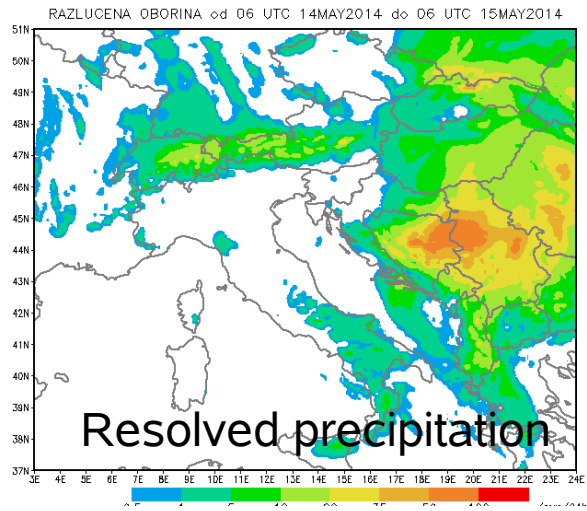 RAZLUCENA OBORINA od 06 UTC 14MAY2014 do 06 UTC 15MAY2014
51N
50N
49N
48N
47N
46N
45N
44N
43N
42N
41N
40N
39N
38N
37N
Resolved precipitation
3E 4E 5E 6E 7E 8E 9E 10E 11E 12E 13E 14E 15E 16E 17E 18E 19E 20E 21E 22E 23E 24E